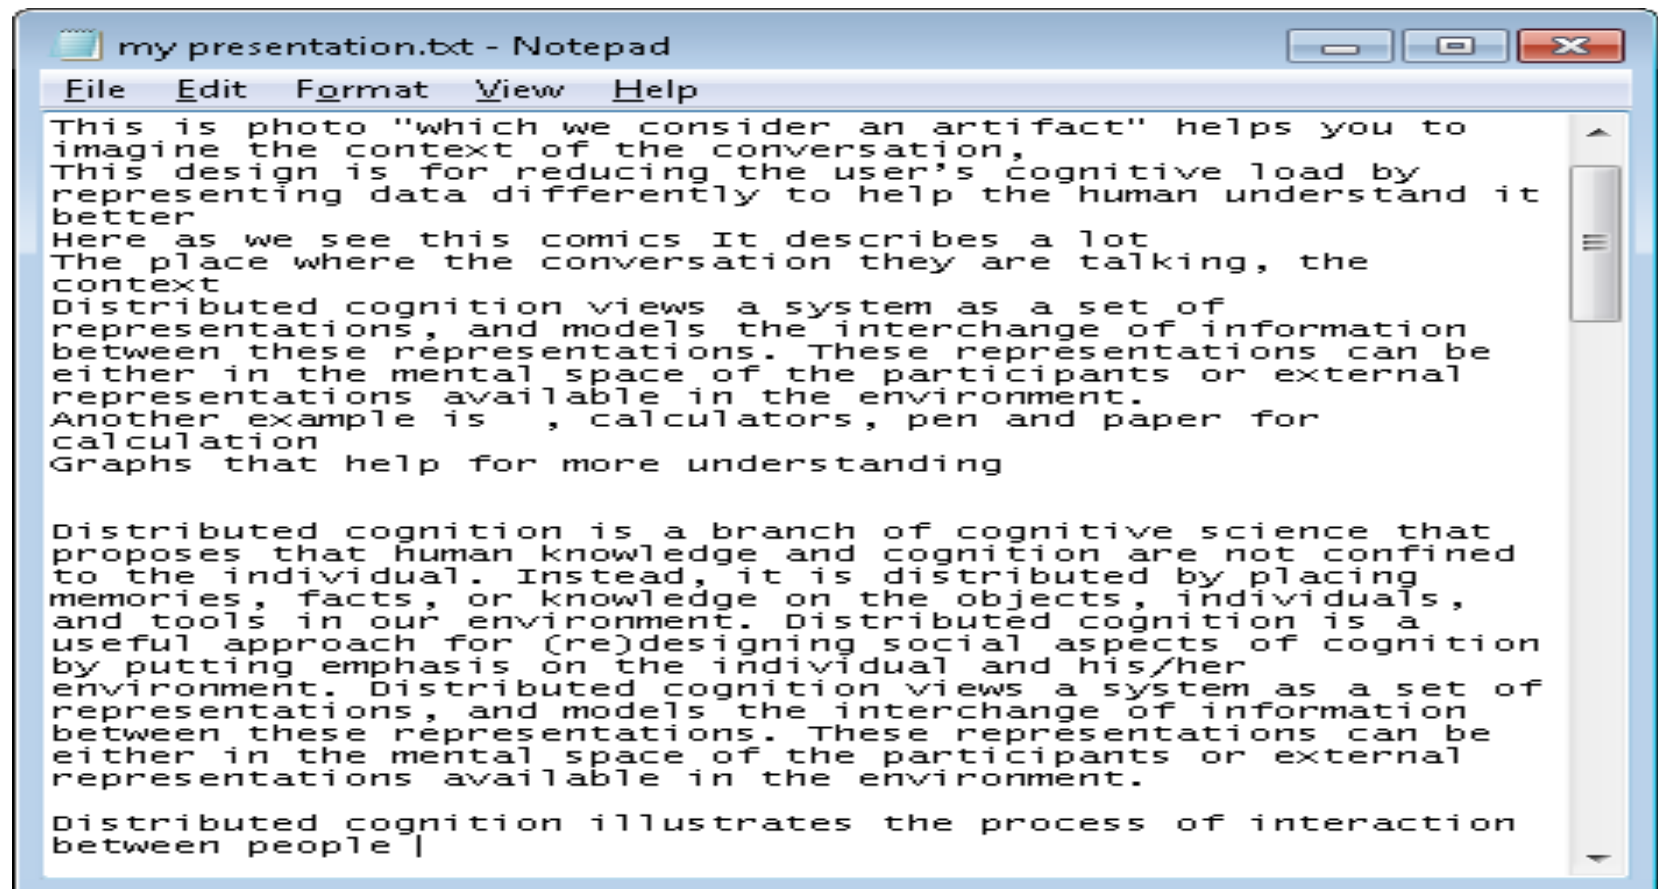 my presentation.txt - Notepad
File Edit Format View Help
This is photo "which we consider an artifact" helps you to
imagine the context of the conversation,
This design is for reducing the user's cognitive load by
representing data differently to help the human understand it
better
Here as we see this comics It describes a lot
The place where the conversation they are talking, the
context
Distributed cognition views a system as a set of
representations, and models the interchange of information
between these representations. These representations can be
either in the mental space of the participants or external
representations available in the environment.
Another example is  , calculators, pen and paper for
calculation
Graphs that help for more understanding
Distributed cognition is a branch of cognitive science that
proposes that human knowledge and cognition are not confined
to the individual. Instead, it is distributed by placing
memories, facts, or knowledge on the objects, individuals,
and tools in our environment. Distributed cognition is a
useful approach for (re)designing social aspects of cognition
by putting emphasis on the individual and his/her
environment. Distributed cognition views a system as a set of
representations, and models the interchange of information
between these representations. These representations can be
either in the mental space of the participants or external
representations available in the environment.
Distributed cognition illustrates the process of interaction
between people